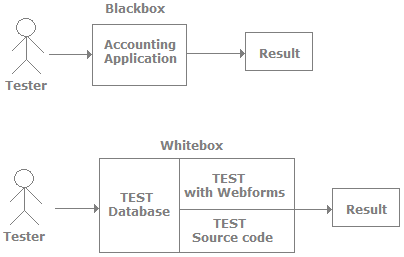 Blackbox
Accounting
Application
Result
Tester
Whitebox
TEST
Database
TEST
with Webforms
TEST
Source code
Result
Tester